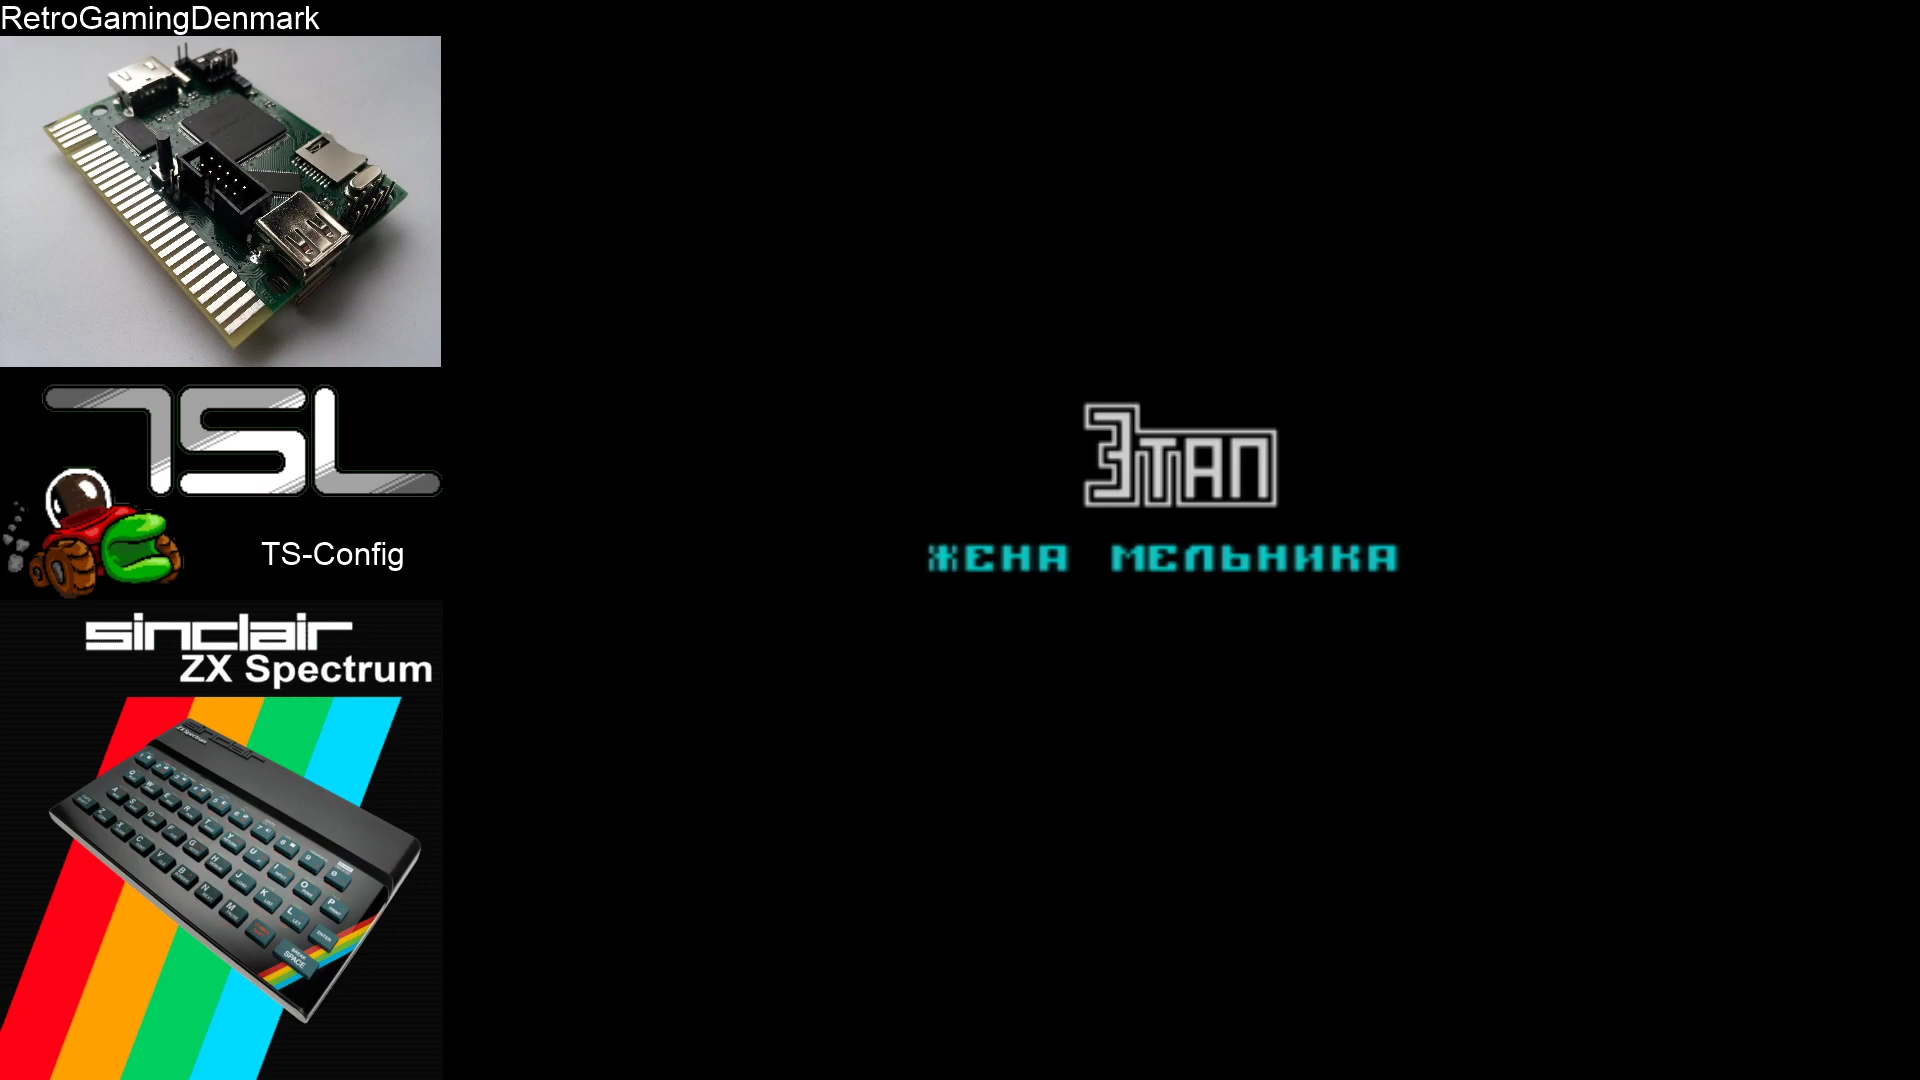 RetroGamingDenmark
TSL
TS-Config
sinclair
ZX Spectrum
Этап
ЖЕНА МЕЛЬНИКА